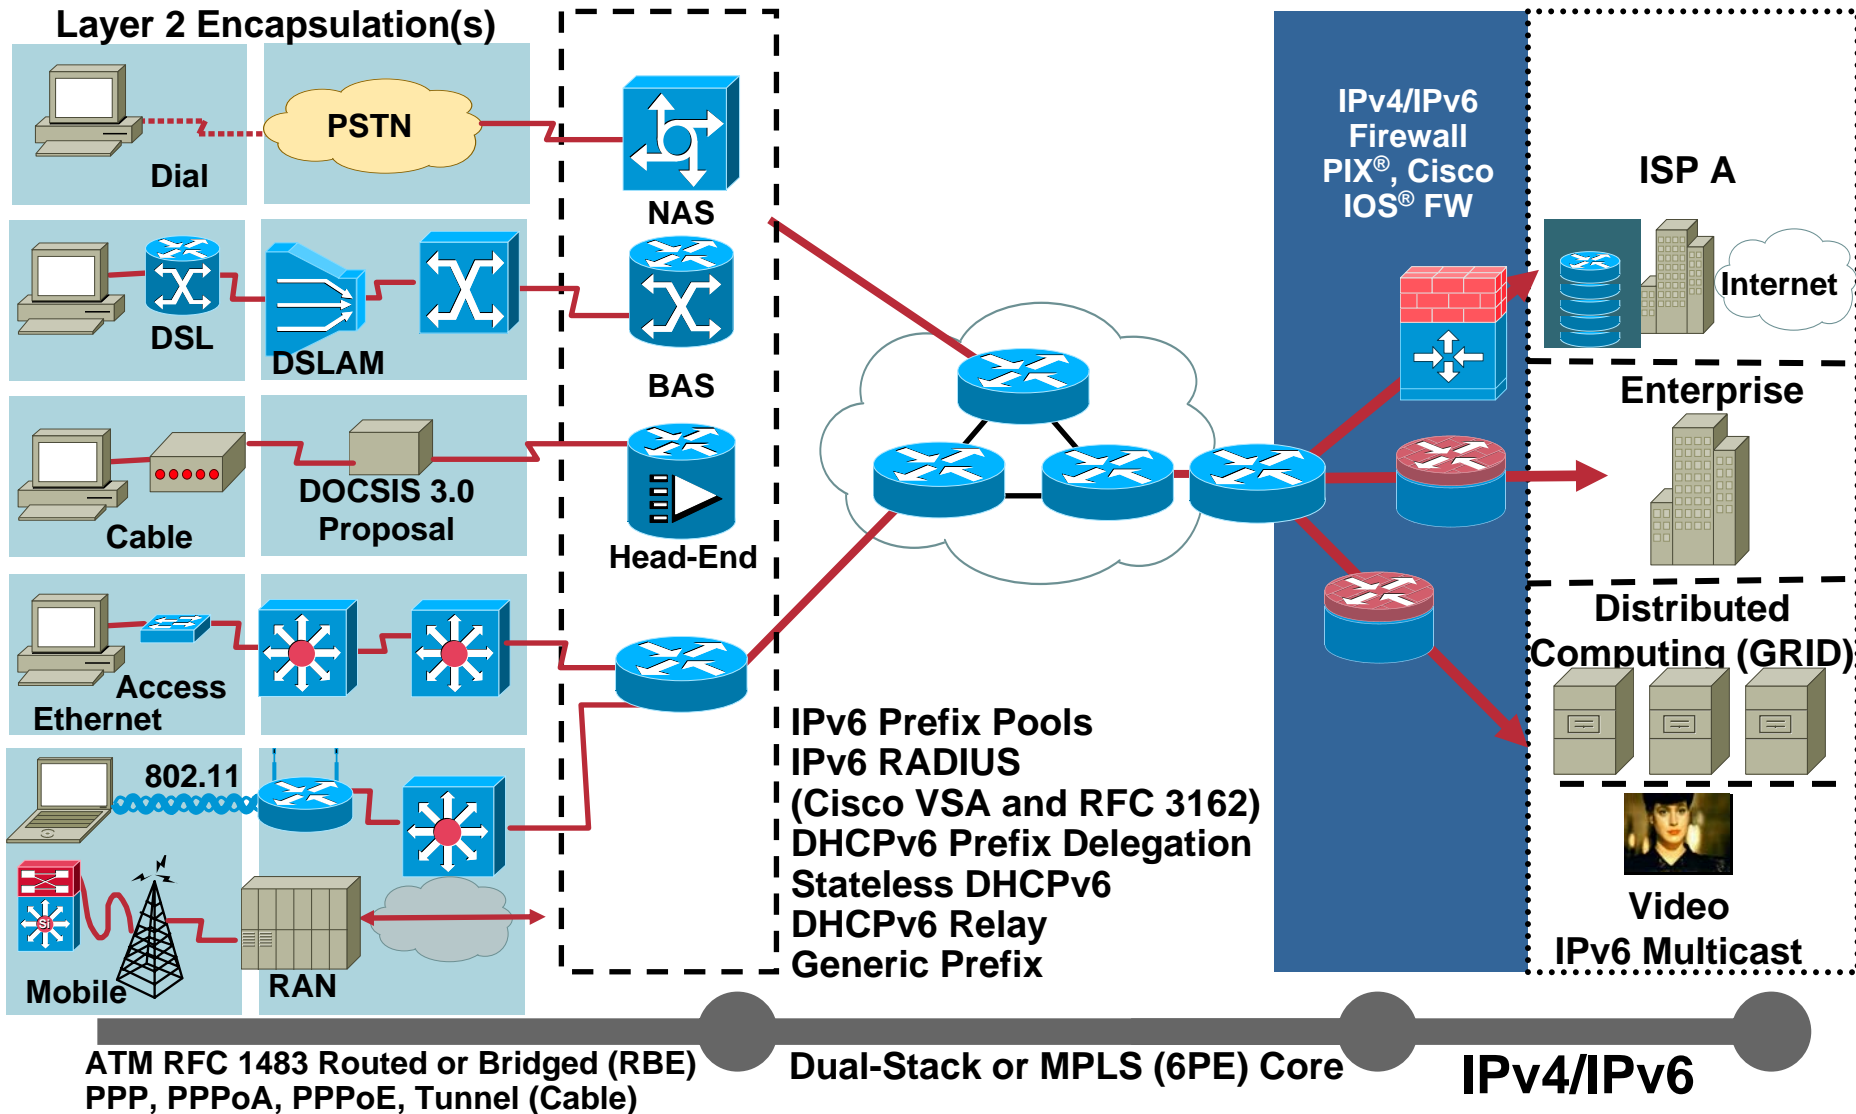 Layer 2 Encapsulation(s)
Dial
PSTN
NAS
DSL
DSLAM
BAS
Cable
DOCSIS 3.0
Proposal
Head-End
Access
Ethernet
802.11
Si
Mobile
RAN
IPv6 Prefix Pools
IPv6 RADIUS
(Cisco VSA and RFC 3162)
DHCPv6 Prefix Delegation
Stateless DHCPv6
DHCPv6 Relay
Generic Prefix
IPv4/IPv6
Firewall
PIX®, Cisco
IOS® FW
ISP A
Internet
Enterprise
Distributed
Computing (GRID)
Video
IPv6 Multicast
ATM RFC 1483 Routed or Bridged (RBE)
PPP, PPPoA, PPPoE, Tunnel (Cable)
Dual-Stack or MPLS (6PE) Core
IPv4/IPv6